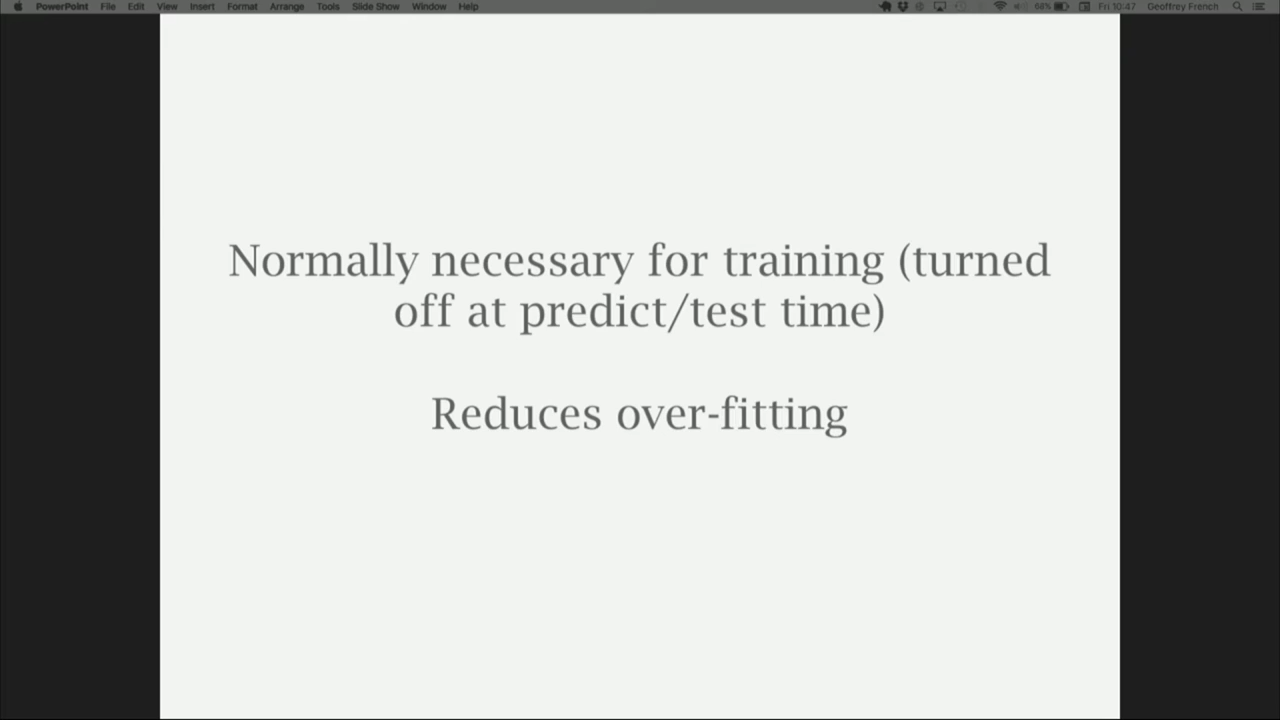 PowerPoint File Edit View Insert Format Arrange Tools Slide Show Window Help 68% Fri 10:47 Geoffrey French
Normally necessary for training (turned
off at predict/test time)
Reduces over-fitting